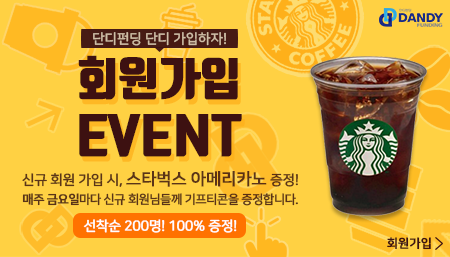 DANDY
FUNDING
단디펀딩 단디 가입하자!
회원가입
EVENT
신규 회원 가입 시, 스타벅스 아메리카노 증정!
매주 금요일마다 신규 회원님들께 기프티콘을 증정합니다.
선착순 200명! 100% 증정!
회원가입 >
STAR
COFFEE